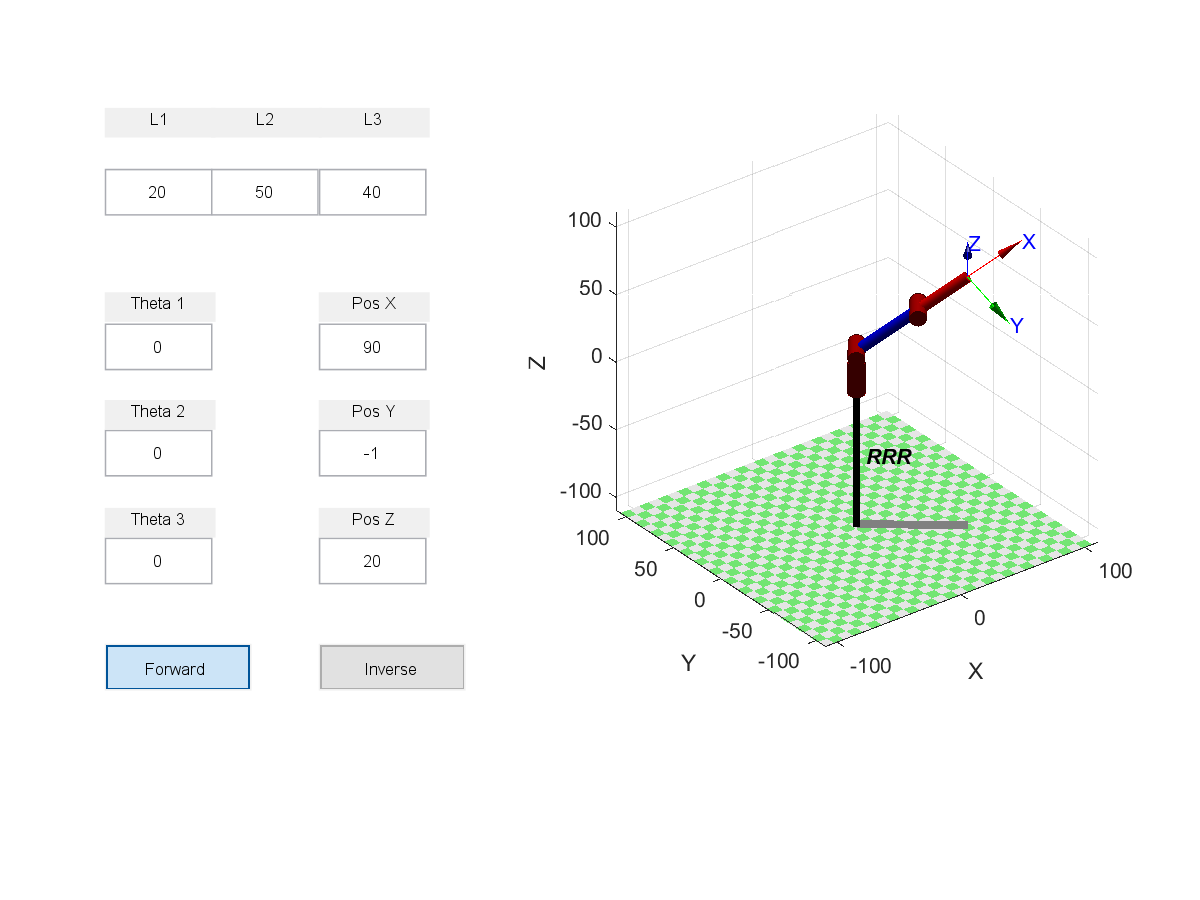 L1 L2 L3
20 50 40
Theta 1 Pos X
0 90
Theta 2 Pos Y
0 -1
Theta 3 Pos Z
0 20
Forward Inverse
100
50
0
-50
-100
Z
100
50
0
-50
-100
Y
-100
0
100
X
RRR
Z
X
Y